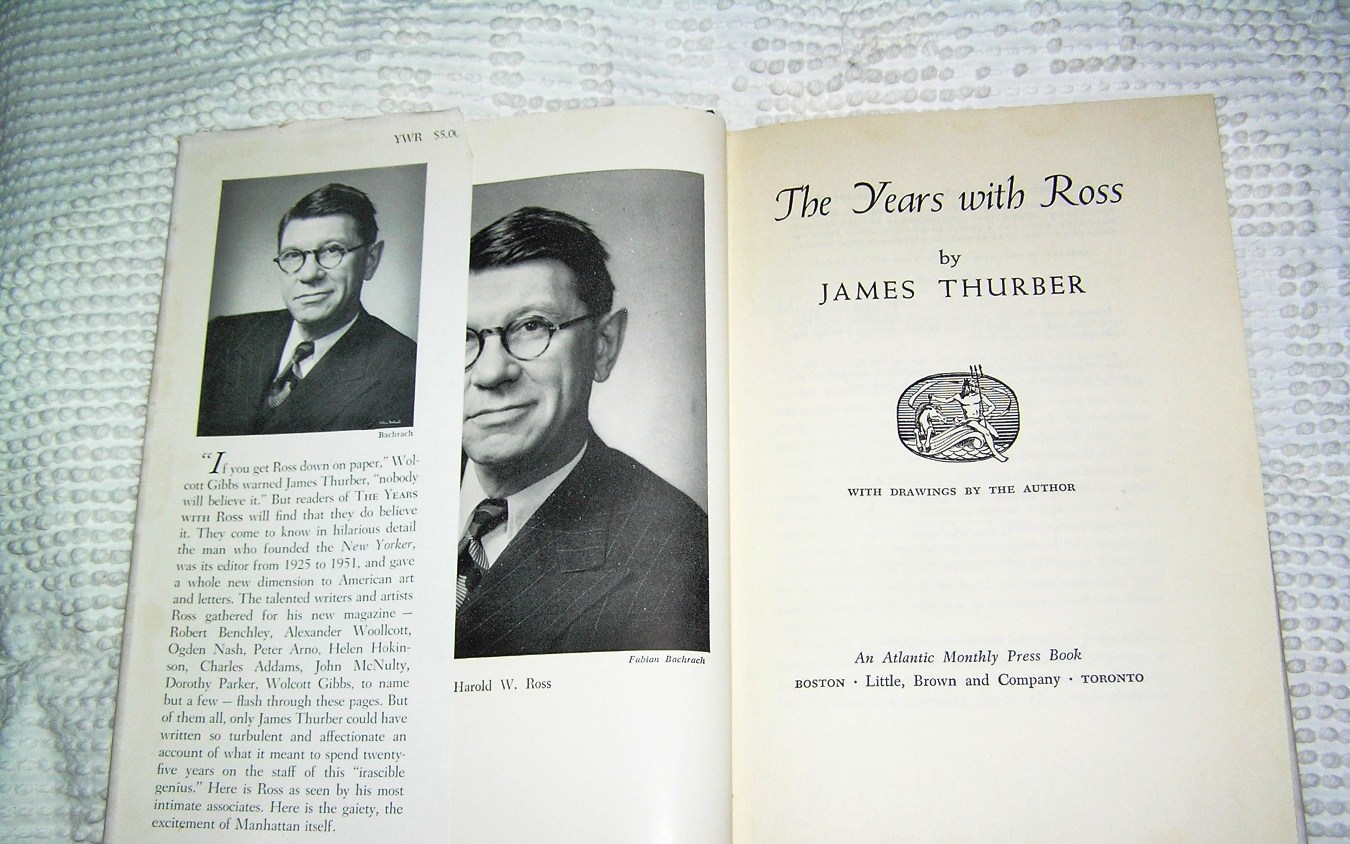 YWR $5.00
Bachrach
"If you get Ross down on paper," Wol-
cott Gibbs warned James Thurber, "nobody
will believe it." But readers of THE YEARS
WITH ROSS will find that they do believe
it. They come to know in hilarious detail
the man who founded the New Yorker,
was its editor from 1925 to 1951, and gave
a whole new dimension to American art
and letters. The talented writers and artists
Ross gathered for his new magazine —
Robert Benchley, Alexander Woollcott,
Ogden Nash, Peter Arno, Helen Hokin-
son, Charles Addams, John McNulty,
Dorothy Parker, Wolcott Gibbs, to name
but a few — flash through these pages. But
of them all, only James Thurber could have
written so turbulent and affectionate an
account of what it meant to spend twenty-
five years on the staff of this "irascible
genius." Here is Ross as seen by his most
intimate associates. Here is the gaiety, the
excitement of Manhattan itself.
Fabian Bachrach
Harold W. Ross
The Years with Ross
by
JAMES THURBER
WITH DRAWINGS BY THE AUTHOR
An Atlantic Monthly Press Book
BOSTON · Little, Brown and Company · TORONTO